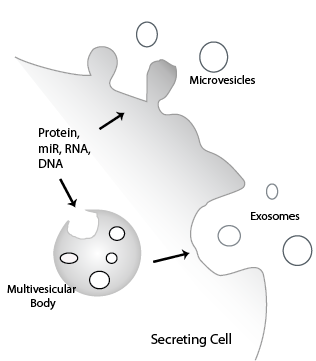 Microvesicles
Protein,
miR, RNA,
DNA
Exosomes
Multivesicular
Body
Secreting Cell